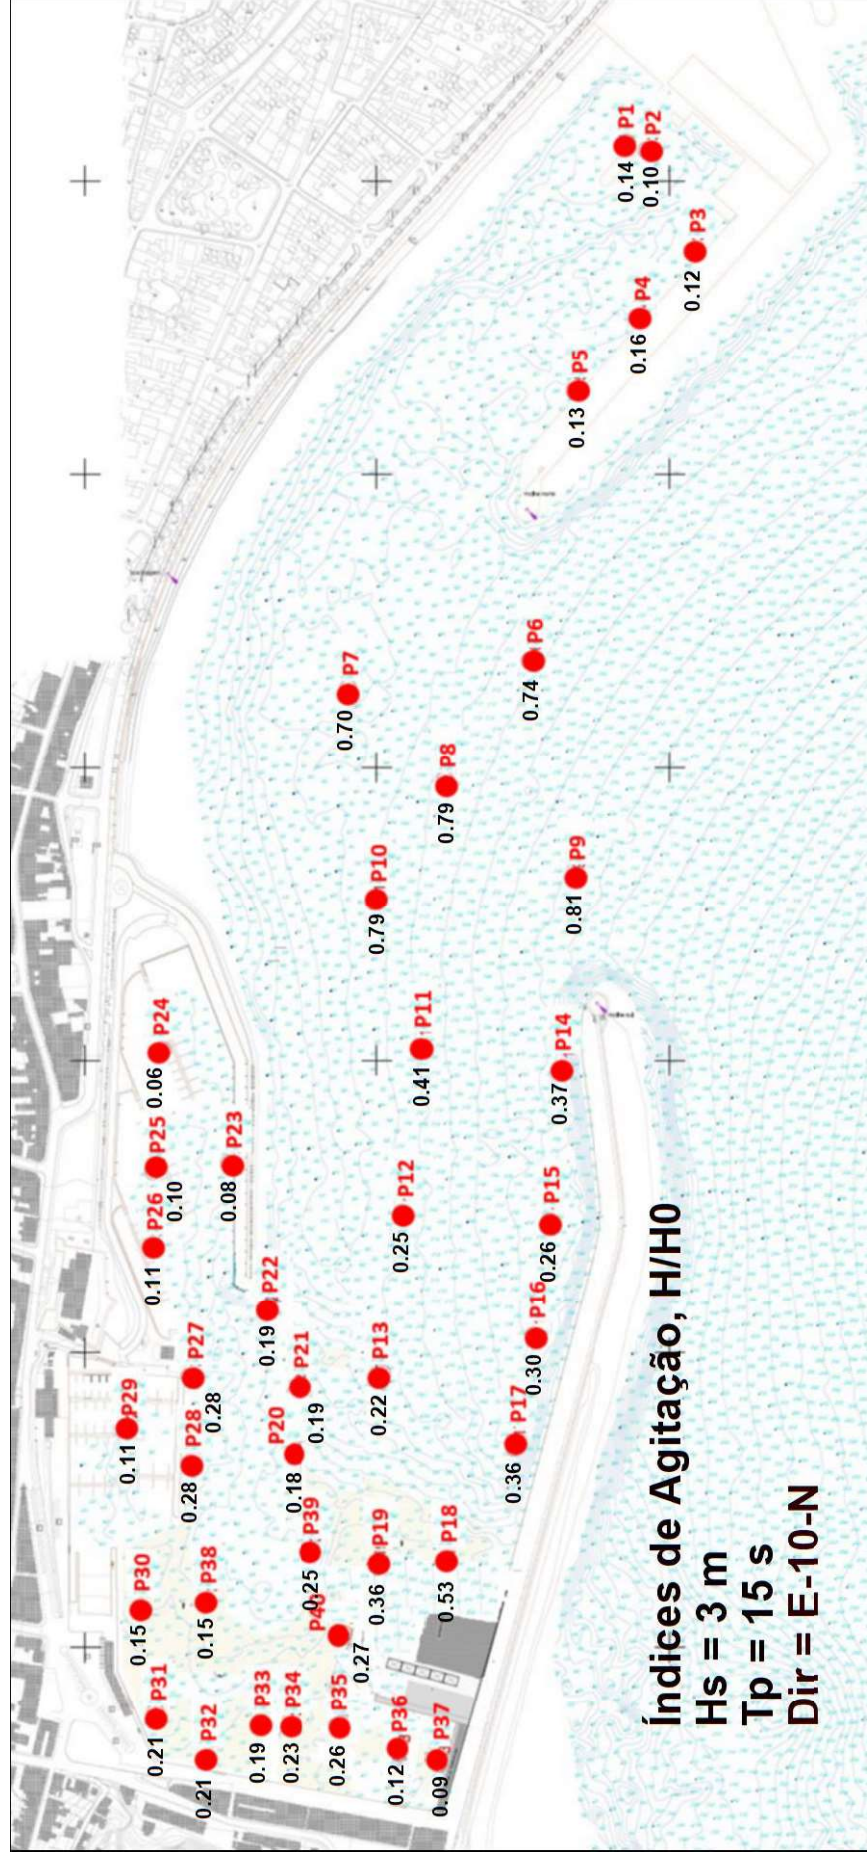 0.14 P1
0.10 P2
0.12 P3
0.16 P4
0.13 P5
0.74 P6
0.70 P7
0.79 P8
0.81 P9
0.79 P10
0.41 P11
0.25 P12
0.22 P13
0.37 P14
0.26 P15
0.30 P16
0.36 P17
0.53 P18
0.36 P19
0.18 P20
0.19 P21
0.19 P22
0.08 P23
0.06 P24
0.10 P25
0.11 P26
0.28 P27
0.28 P28
0.11 P29
0.15 P30
0.21 P31
0.21 P32
0.19 P33
0.23 P34
0.26 P35
0.12 P36
0.09 P37
0.15 P38
0.25 P39
0.27 P40
Índices de Agitação, H/H0
Hs = 3 m
Tp = 15 s
Dir = E-10-N